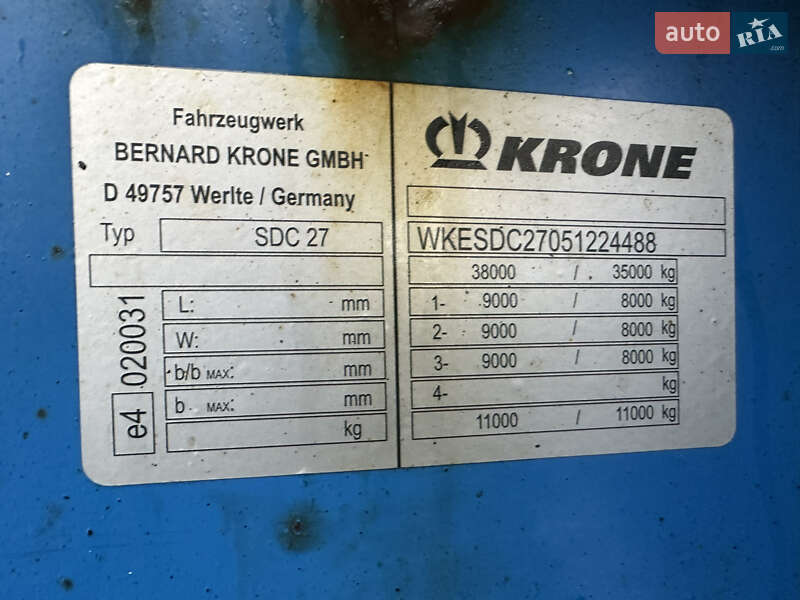 auto RIA.com
Fahrzeugwerk
BERNARD KRONE GMBH
D 49757 Werlte / Germany
Typ SDC 27
e4 020031
L: mm
W: mm
b/b MAX: mm
b MAX: mm
kg
KRONE
WKESDC27051224488
38000 / 35000 kg
1- 9000 / 8000 kg
2- 9000 / 8000 kg
3- 9000 / 8000 kg
4- kg
11000 / 11000 kg